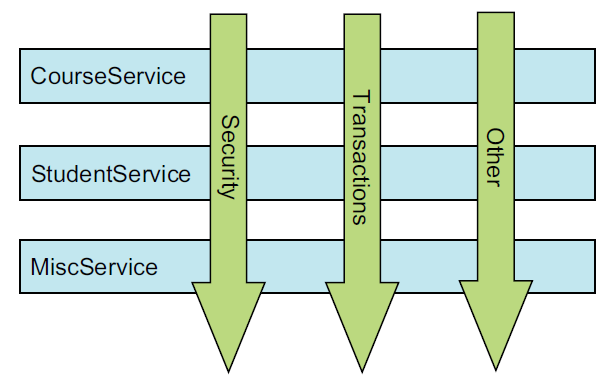 CourseService
StudentService
MiscService
Security
Transactions
Other